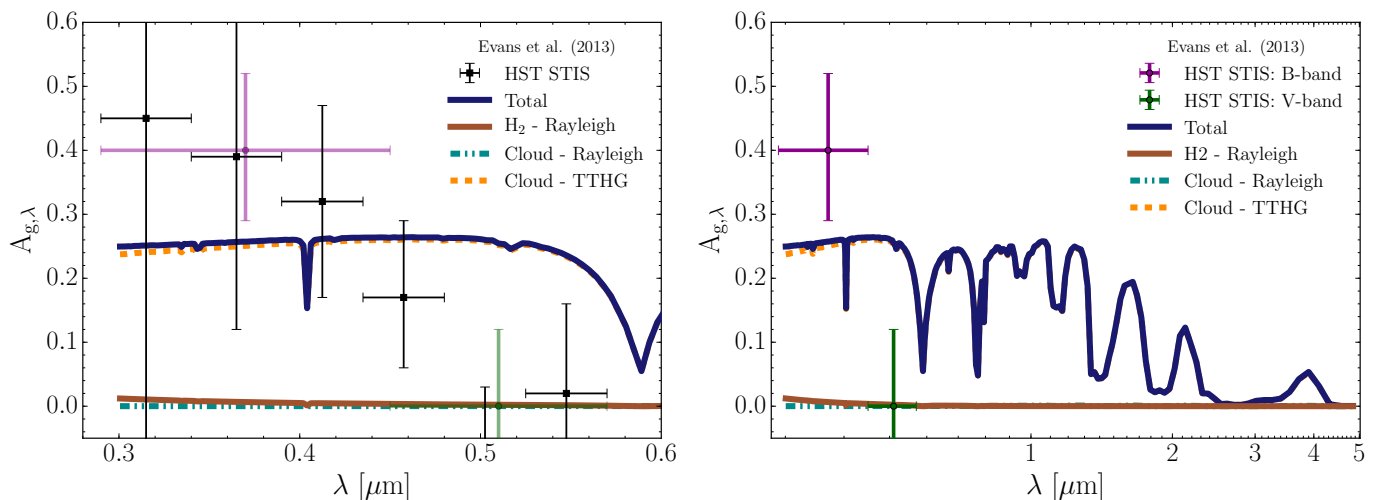 0.6
0.5
0.4
0.3
0.2
0.1
0.0
A_g,λ
Evans et al. (2013)
HST STIS
Total
H₂ - Rayleigh
Cloud - Rayleigh
Cloud - TTHG
0.3 0.4 0.5 0.6
λ [μm]
0.6
0.5
0.4
0.3
0.2
0.1
0.0
A_g,λ
Evans et al. (2013)
HST STIS: B-band
HST STIS: V-band
Total
H2 - Rayleigh
Cloud - Rayleigh
Cloud - TTHG
1 2 3 4 5
λ [μm]